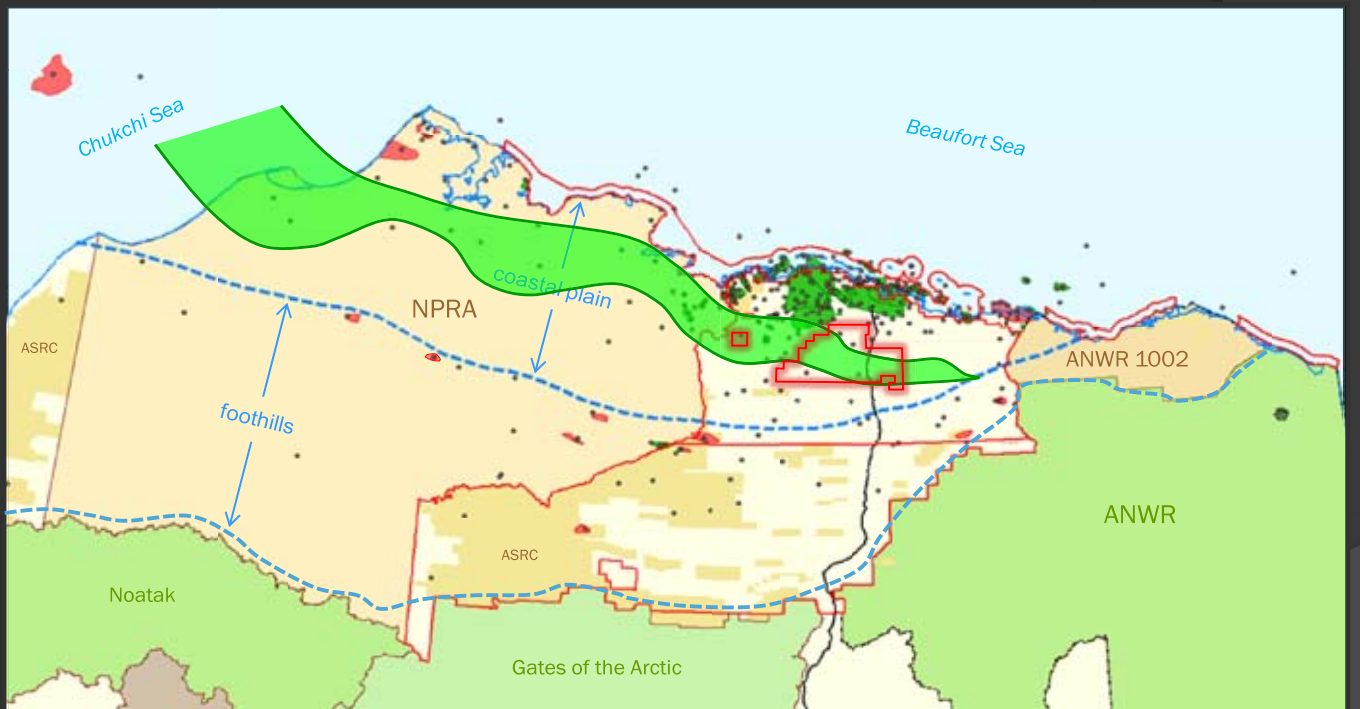 Chukchi Sea
Beaufort Sea
coastal plain
NPRA
ASRC
ANWR 1002
foothills
ANWR
ASRC
Noatak
Gates of the Arctic